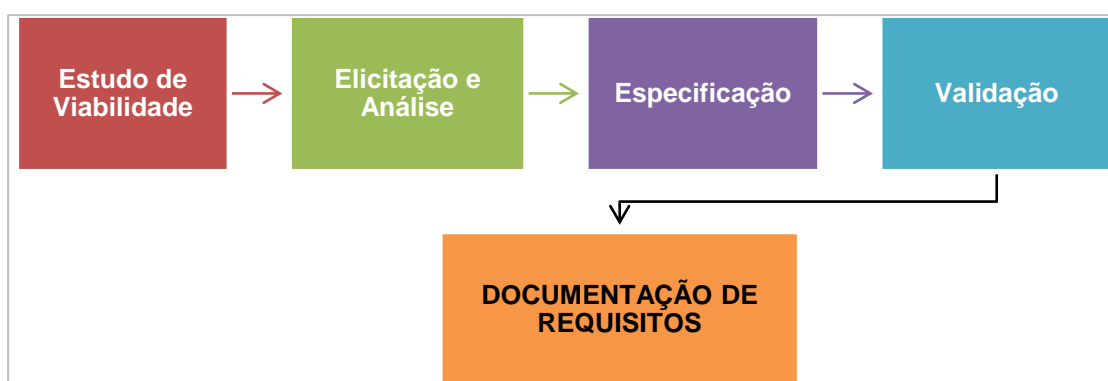 Estudo de
Viabilidade
Elicitação e
Análise
Especificação
Validação
DOCUMENTAÇÃO DE
REQUISITOS